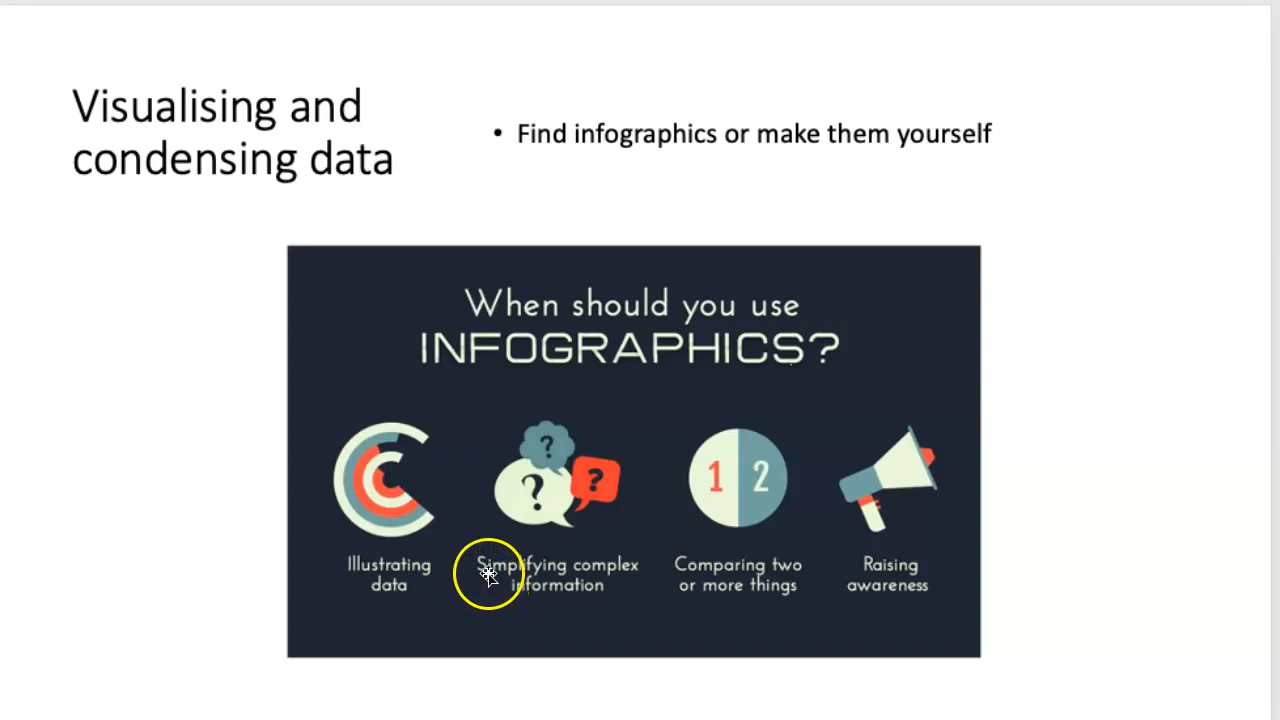 Visualising and
condensing data
• Find infographics or make them yourself
When should you use
INFOGRAPHICS?
? ? ?
1 2
Illustrating
data
Simplifying complex
information
Comparing two
or more things
Raising
awareness